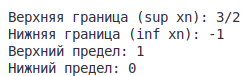 Верхняя граница (sup xn): 3/2
Нижняя граница (inf xn): -1
Верхний предел: 1
Нижний предел: 0